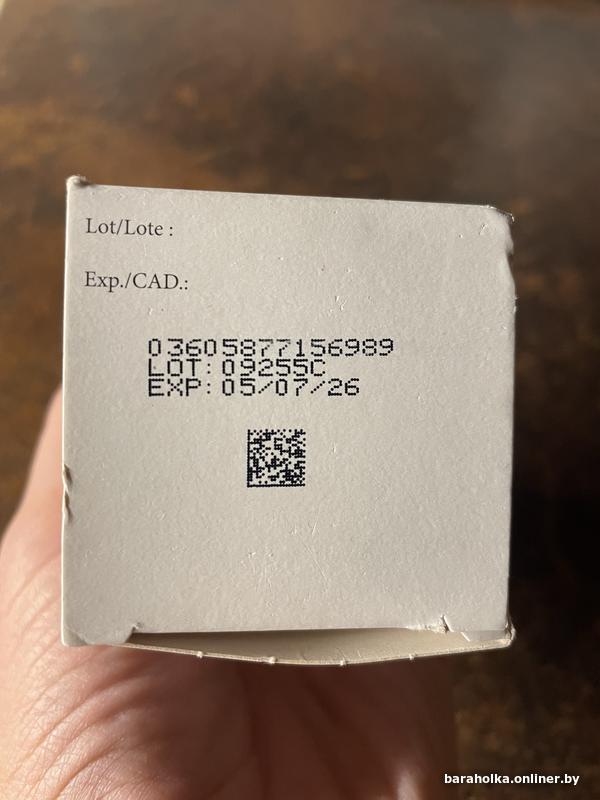 Lot/Lote :
Exp./CAD.:
03605877156989
LOT: 09255C
EXP: 05/07/26
baraholka.onliner.by